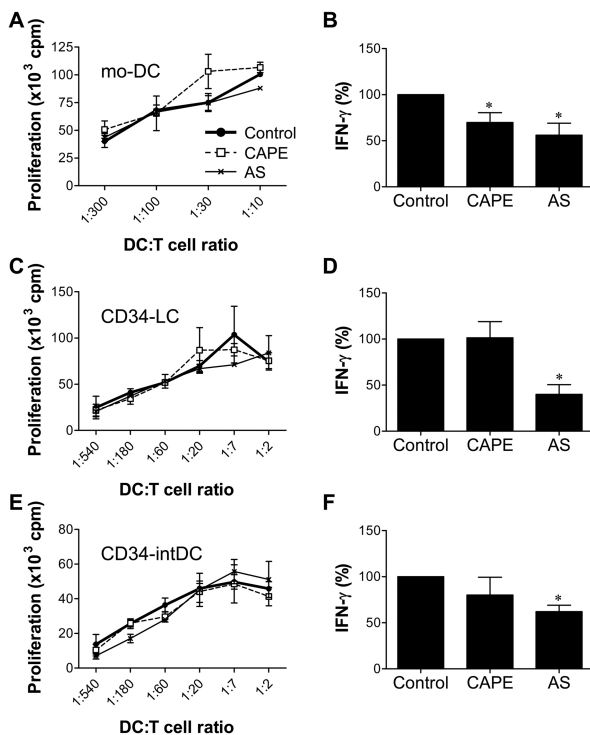 A
Proliferation (x10³ cpm)
125
100
75
50
25
0
mo-DC
Control
CAPE
AS
1:300
1:100
1:30
1:10
DC:T cell ratio
B
IFN-γ (%)
150
100
50
0
*
*
Control
CAPE
AS
C
Proliferation (x10³ cpm)
150
100
50
0
CD34-LC
1:540
1:180
1:60
1:20
1:7
1:2
DC:T cell ratio
D
IFN-γ (%)
150
100
50
0
*
Control
CAPE
AS
E
Proliferation (x10³ cpm)
80
60
40
20
0
CD34-intDC
1:540
1:180
1:60
1:20
1:7
1:2
DC:T cell ratio
F
IFN-γ (%)
150
100
50
0
*
Control
CAPE
AS